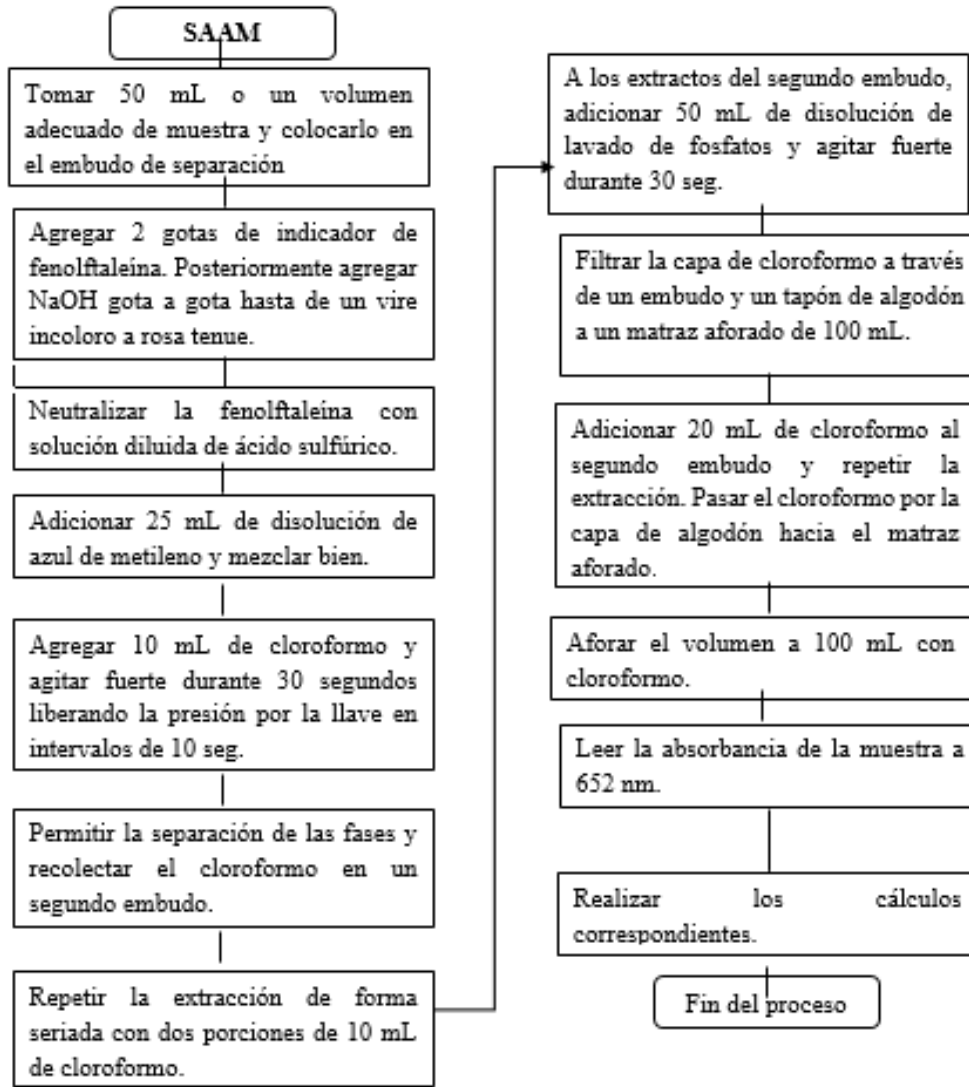 SAAM
Tomar 50 mL o un volumen
adecuado de muestra y colocarlo en
el embudo de separación
Agregar 2 gotas de indicador de
fenolftaleína. Posteriormente agregar
NaOH gota a gota hasta de un vire
incoloro a rosa tenue.
Neutralizar la fenolftaleína con
solución diluida de ácido sulfúrico.
Adicionar 25 mL de disolución de
azul de metileno y mezclar bien.
Agregar 10 mL de cloroformo y
agitar fuerte durante 30 segundos
liberando la presión por la llave en
intervalos de 10 seg.
Permitir la separación de las fases y
recolectar el cloroformo en un
segundo embudo.
Repetir la extracción de forma
seriada con dos porciones de 10 mL
de cloroformo.
A los extractos del segundo embudo,
adicionar 50 mL de disolución de
lavado de fosfatos y agitar fuerte
durante 30 seg.
Filtrar la capa de cloroformo a través
de un embudo y un tapón de algodón
a un matraz aforado de 100 mL.
Adicionar 20 mL de cloroformo al
segundo embudo y repetir la
extracción. Pasar el cloroformo por la
capa de algodón hacia el matraz
aforado.
Aforar el volumen a 100 mL con
cloroformo.
Leer la absorbancia de la muestra a
652 nm.
Realizar los cálculos
correspondientes.
Fin del proceso